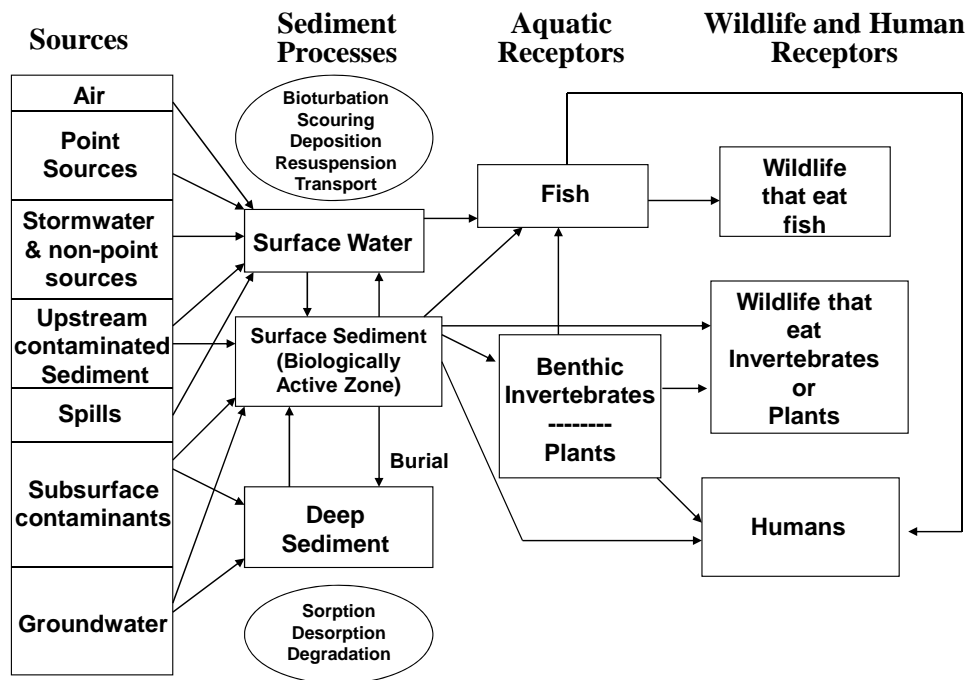 Sources
Sediment
Processes
Aquatic
Receptors
Wildlife and Human
Receptors
Air
Point
Sources
Stormwater
& non-point
sources
Upstream
contaminated
Sediment
Spills
Subsurface
contaminants
Groundwater
Bioturbation
Scouring
Deposition
Resuspension
Transport
Surface Water
Surface Sediment
(Biologically
Active Zone)
Burial
Deep
Sediment
Sorption
Desorption
Degradation
Fish
Benthic
Invertebrates
--------
Plants
Wildlife
that eat
fish
Wildlife that
eat
Invertebrates
or
Plants
Humans